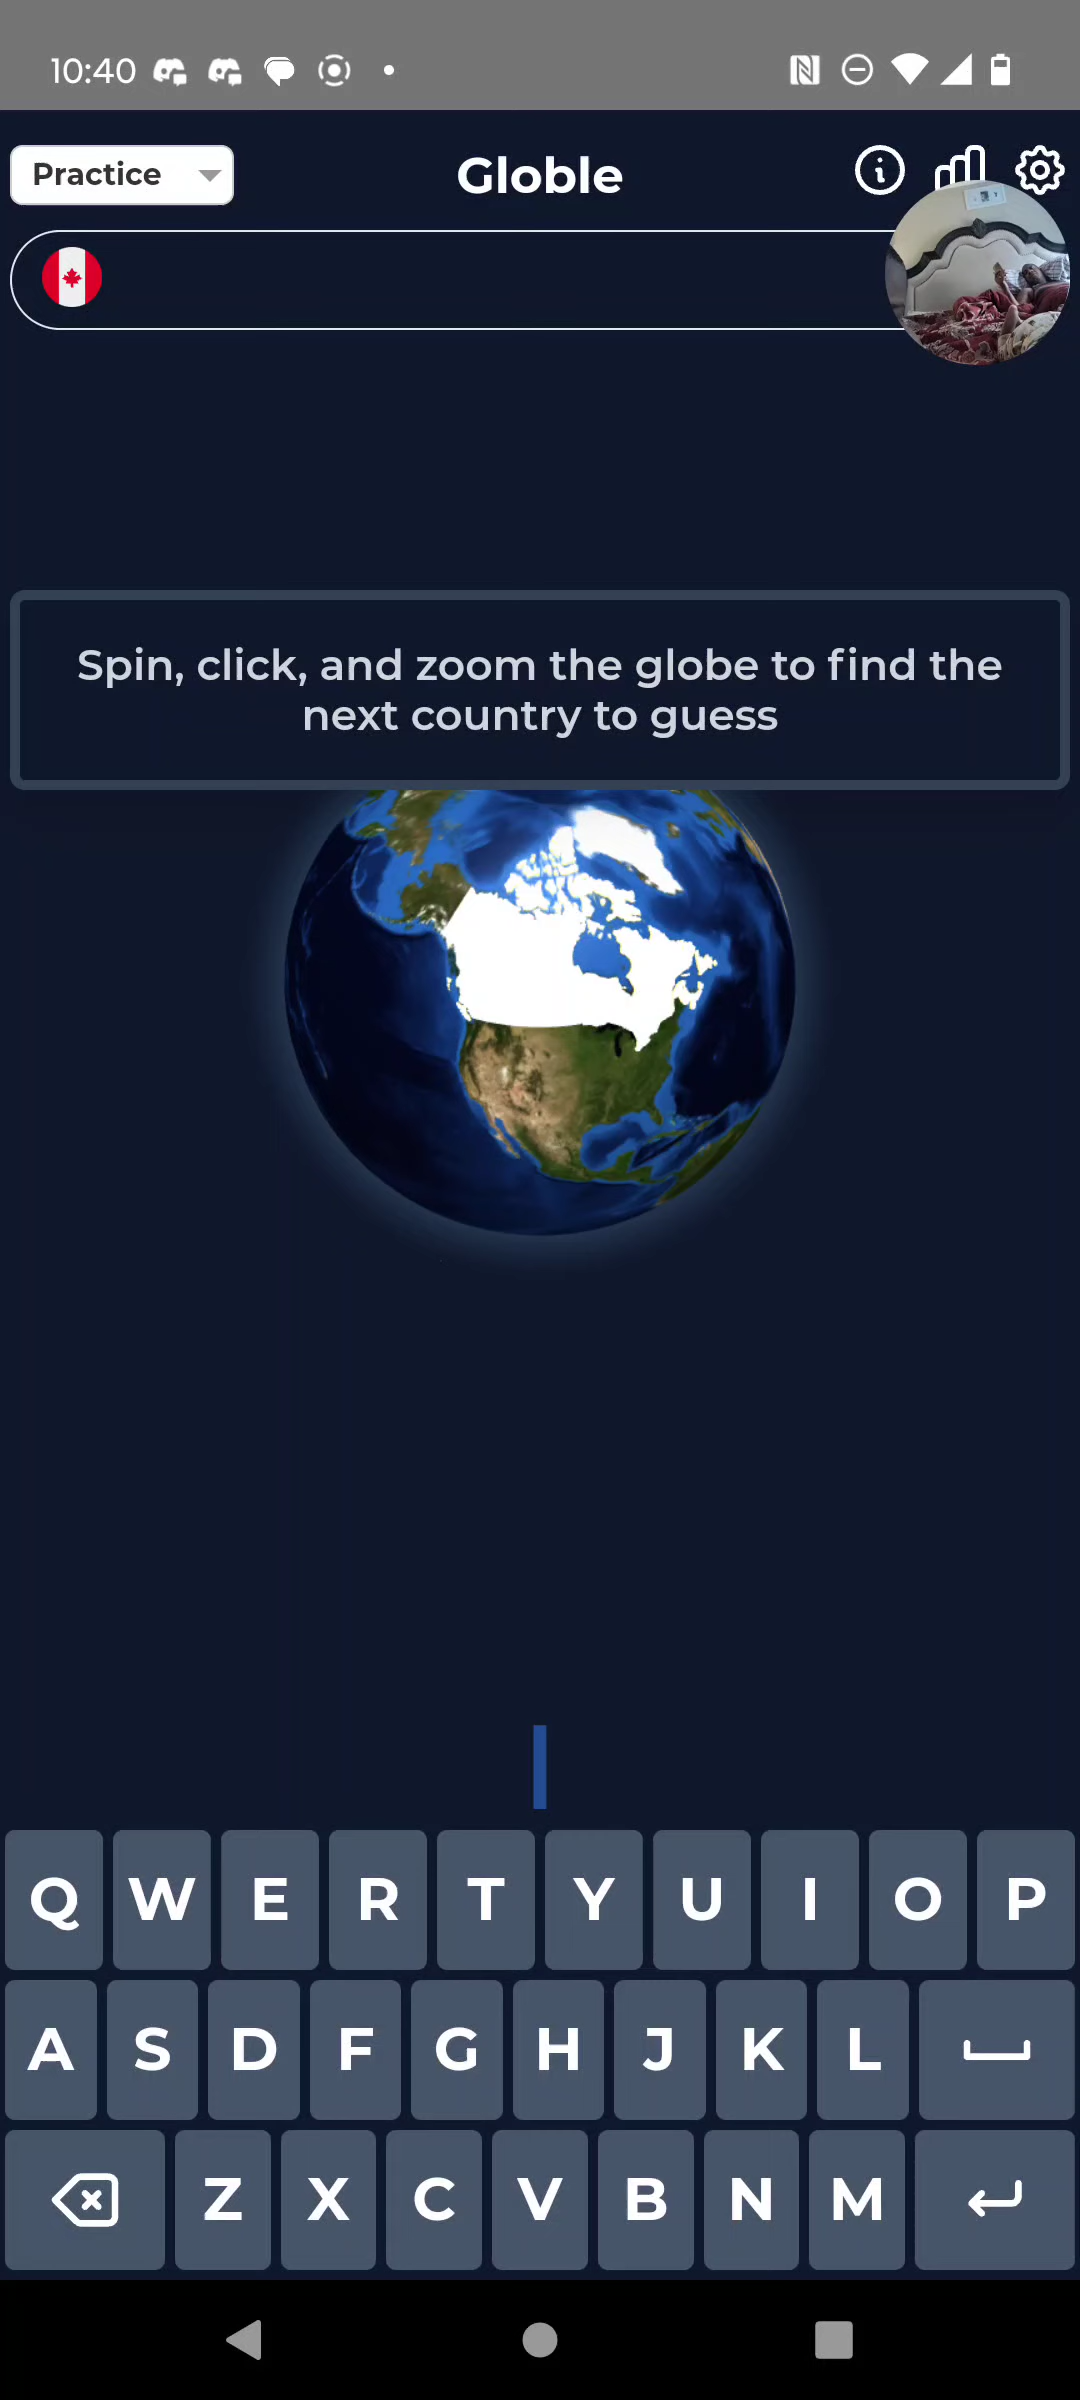 10:40
Practice
Globle
Spin, click, and zoom the globe to find the
next country to guess
Q W E R T Y U I O P
A S D F G H J K L
Z X C V B N M